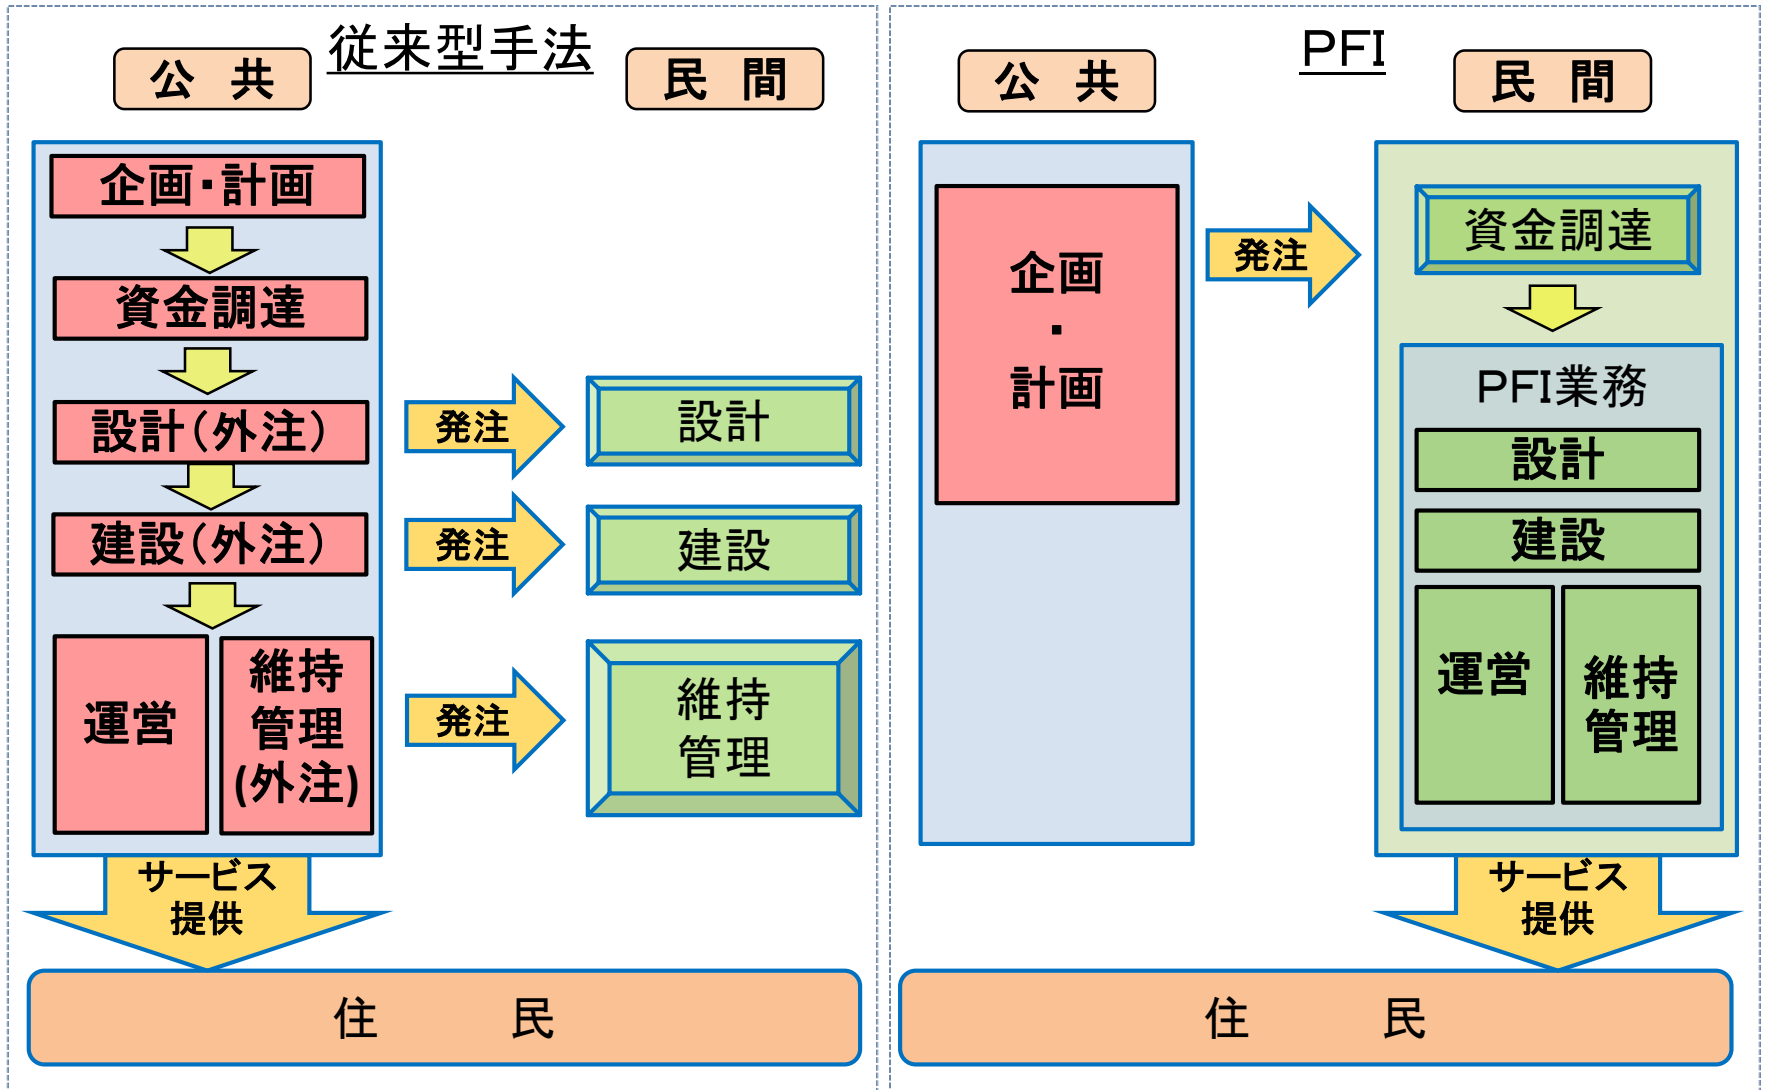 従来型手法
公 共
民 間
企画・計画
資金調達
設計(外注)
建設(外注)
運営
維持
管理
(外注)
発注
設計
発注
建設
発注
維持
管理
サービス
提供
住 民
PFI
公 共
民 間
企画
・
計画
発注
資金調達
PFI業務
設計
建設
運営
維持
管理
サービス
提供
住 民